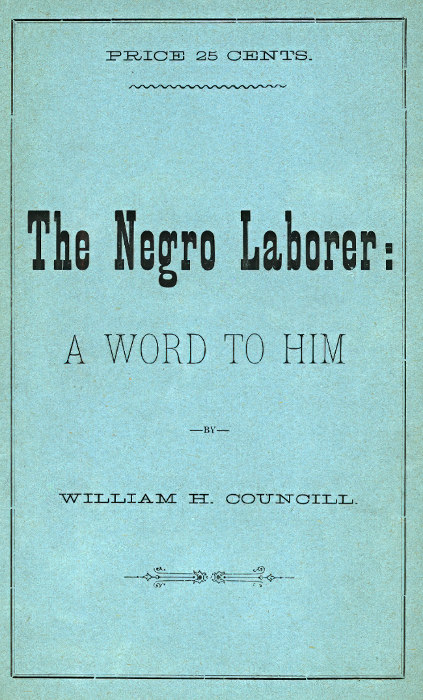 PRICE 25 CENTS.
The Negro Laborer:
A WORD TO HIM
—BY—
WILLIAM H. COUNCILL.